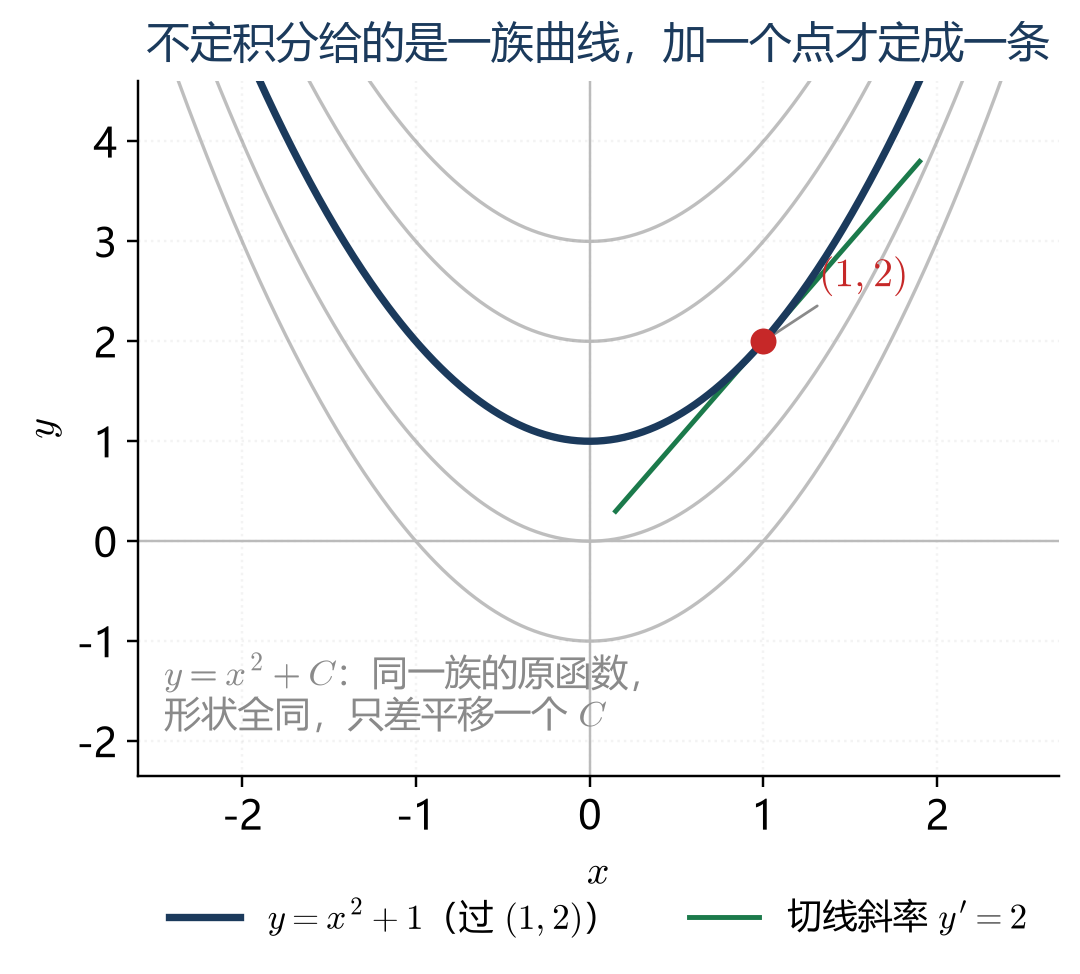 不定积分给的是一族曲线，加一个点才定成一条
4
3
2
1
0
-1
-2
y
(1, 2)
y = x² + C：同一族的原函数，
形状全同，只差平移一个 C
-2 -1 0 1 2
x
y = x² + 1（过 (1, 2)） 切线斜率 y′ = 2